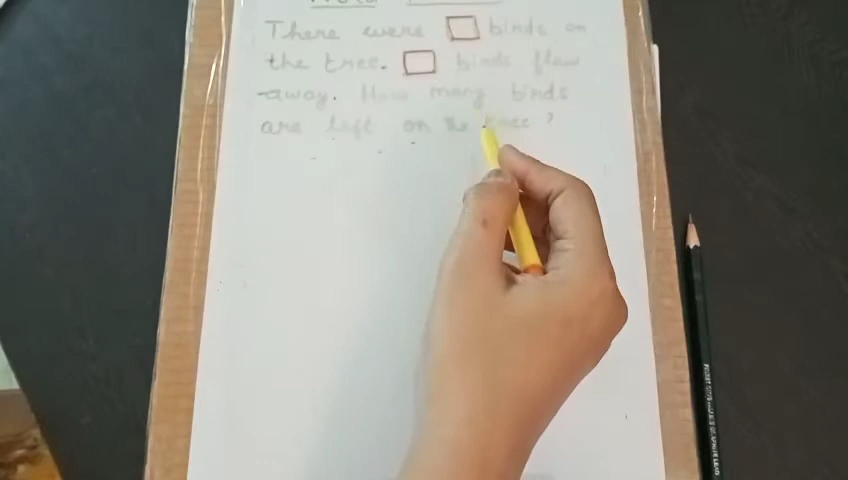 There were □ birds on
the tree. □ birds flew
away. How many birds
are left on the tree ?